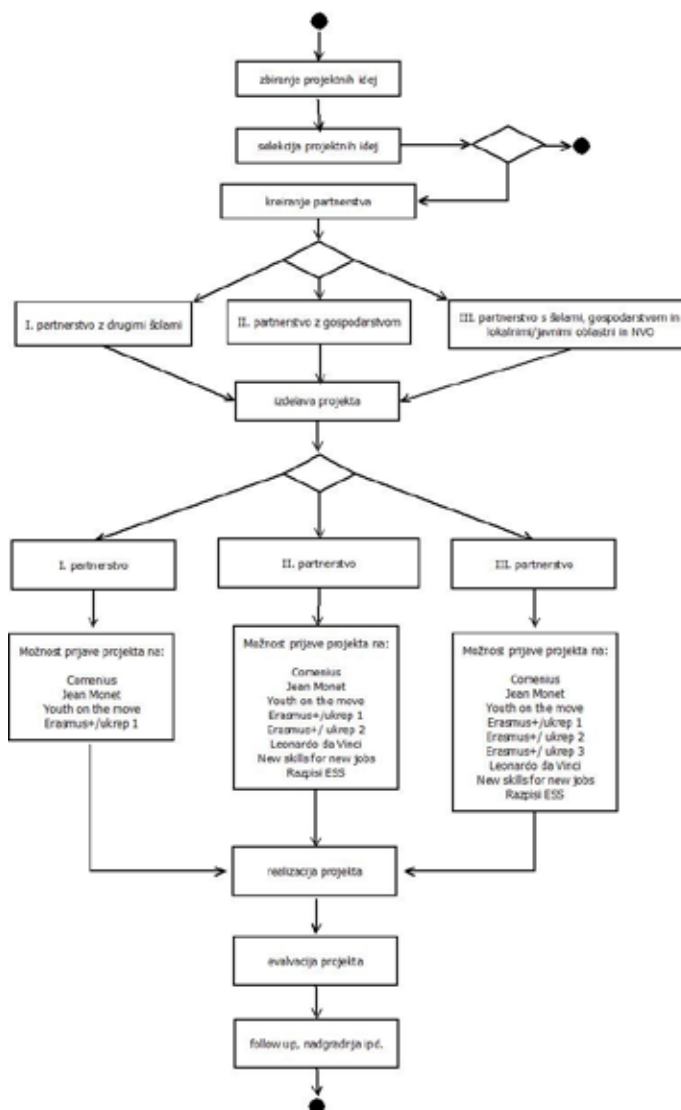 zbiranje projektnih idej
selekcija projektnih idej
kreiranje partnerstva
I. partnerstvo z drugimi šolami
II. partnerstvo z gospodarstvom
III. partnerstvo s šolami, gospodarstvom in
lokalnimi/javnimi oblastri in NVO
izdelava projekta
I. partnerstvo
II. partnerstvo
III. partnerstvo
Možnost prijave projekta na:
Comenius
Jean Monet
Youth on the move
Erasmus+/ukrep 1
Možnost prijave projekta na:
Comenius
Jean Monet
Youth on the move
Erasmus+/ukrep 1
Erasmus+/ ukrep 2
Leonardo da Vinci
New skills for new jobs
Razpisi ESS
Možnost prijave projekta na:
Comenius
Jean Monet
Youth on the move
Erasmus+/ukrep 1
Erasmus+/ ukrep 2
Erasmus+/ ukrep 3
Leonardo da Vinci
New skills for new jobs
Razpisi ESS
realizacija projekta
evalvacija projekta
follow up, nadgradnja ipd.